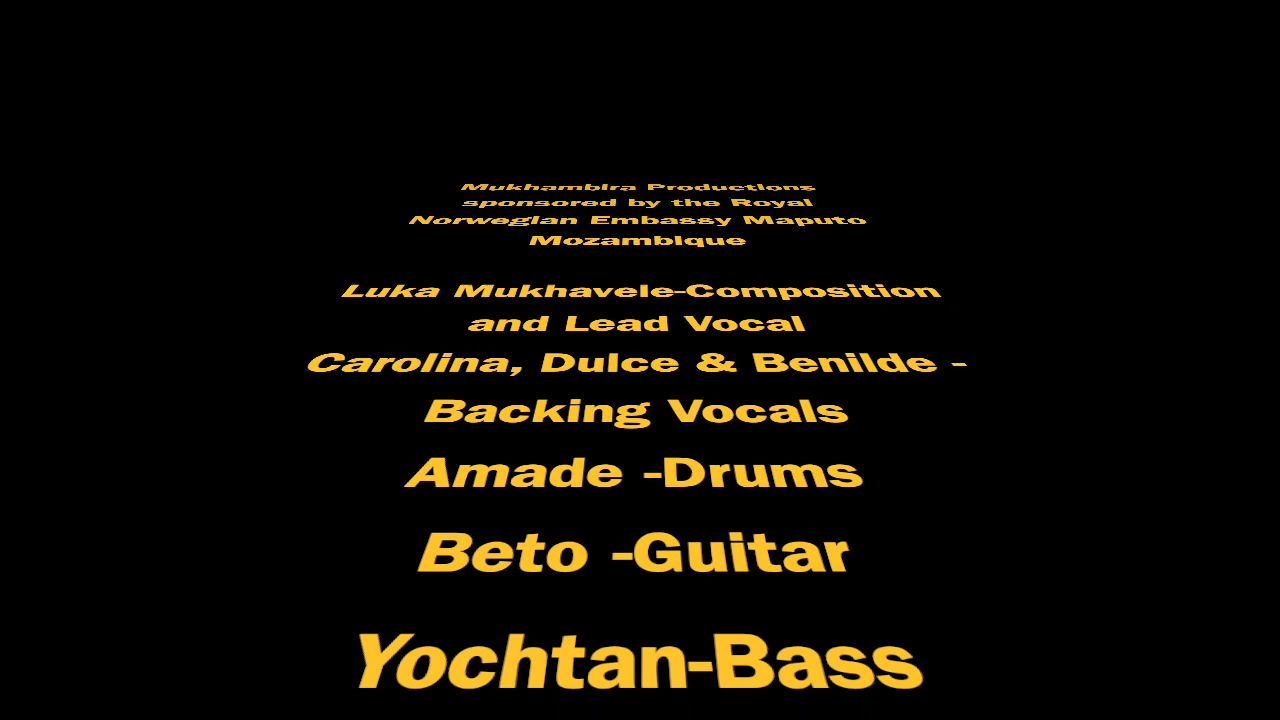 Mukhambira Productions
sponsored by the Royal
Norwegian Embassy Maputo
Mozambique
Luka Mukhavele-Composition
and Lead Vocal
Carolina, Dulce & Benilde -
Backing Vocals
Amade -Drums
Beto -Guitar
Yochtan-Bass